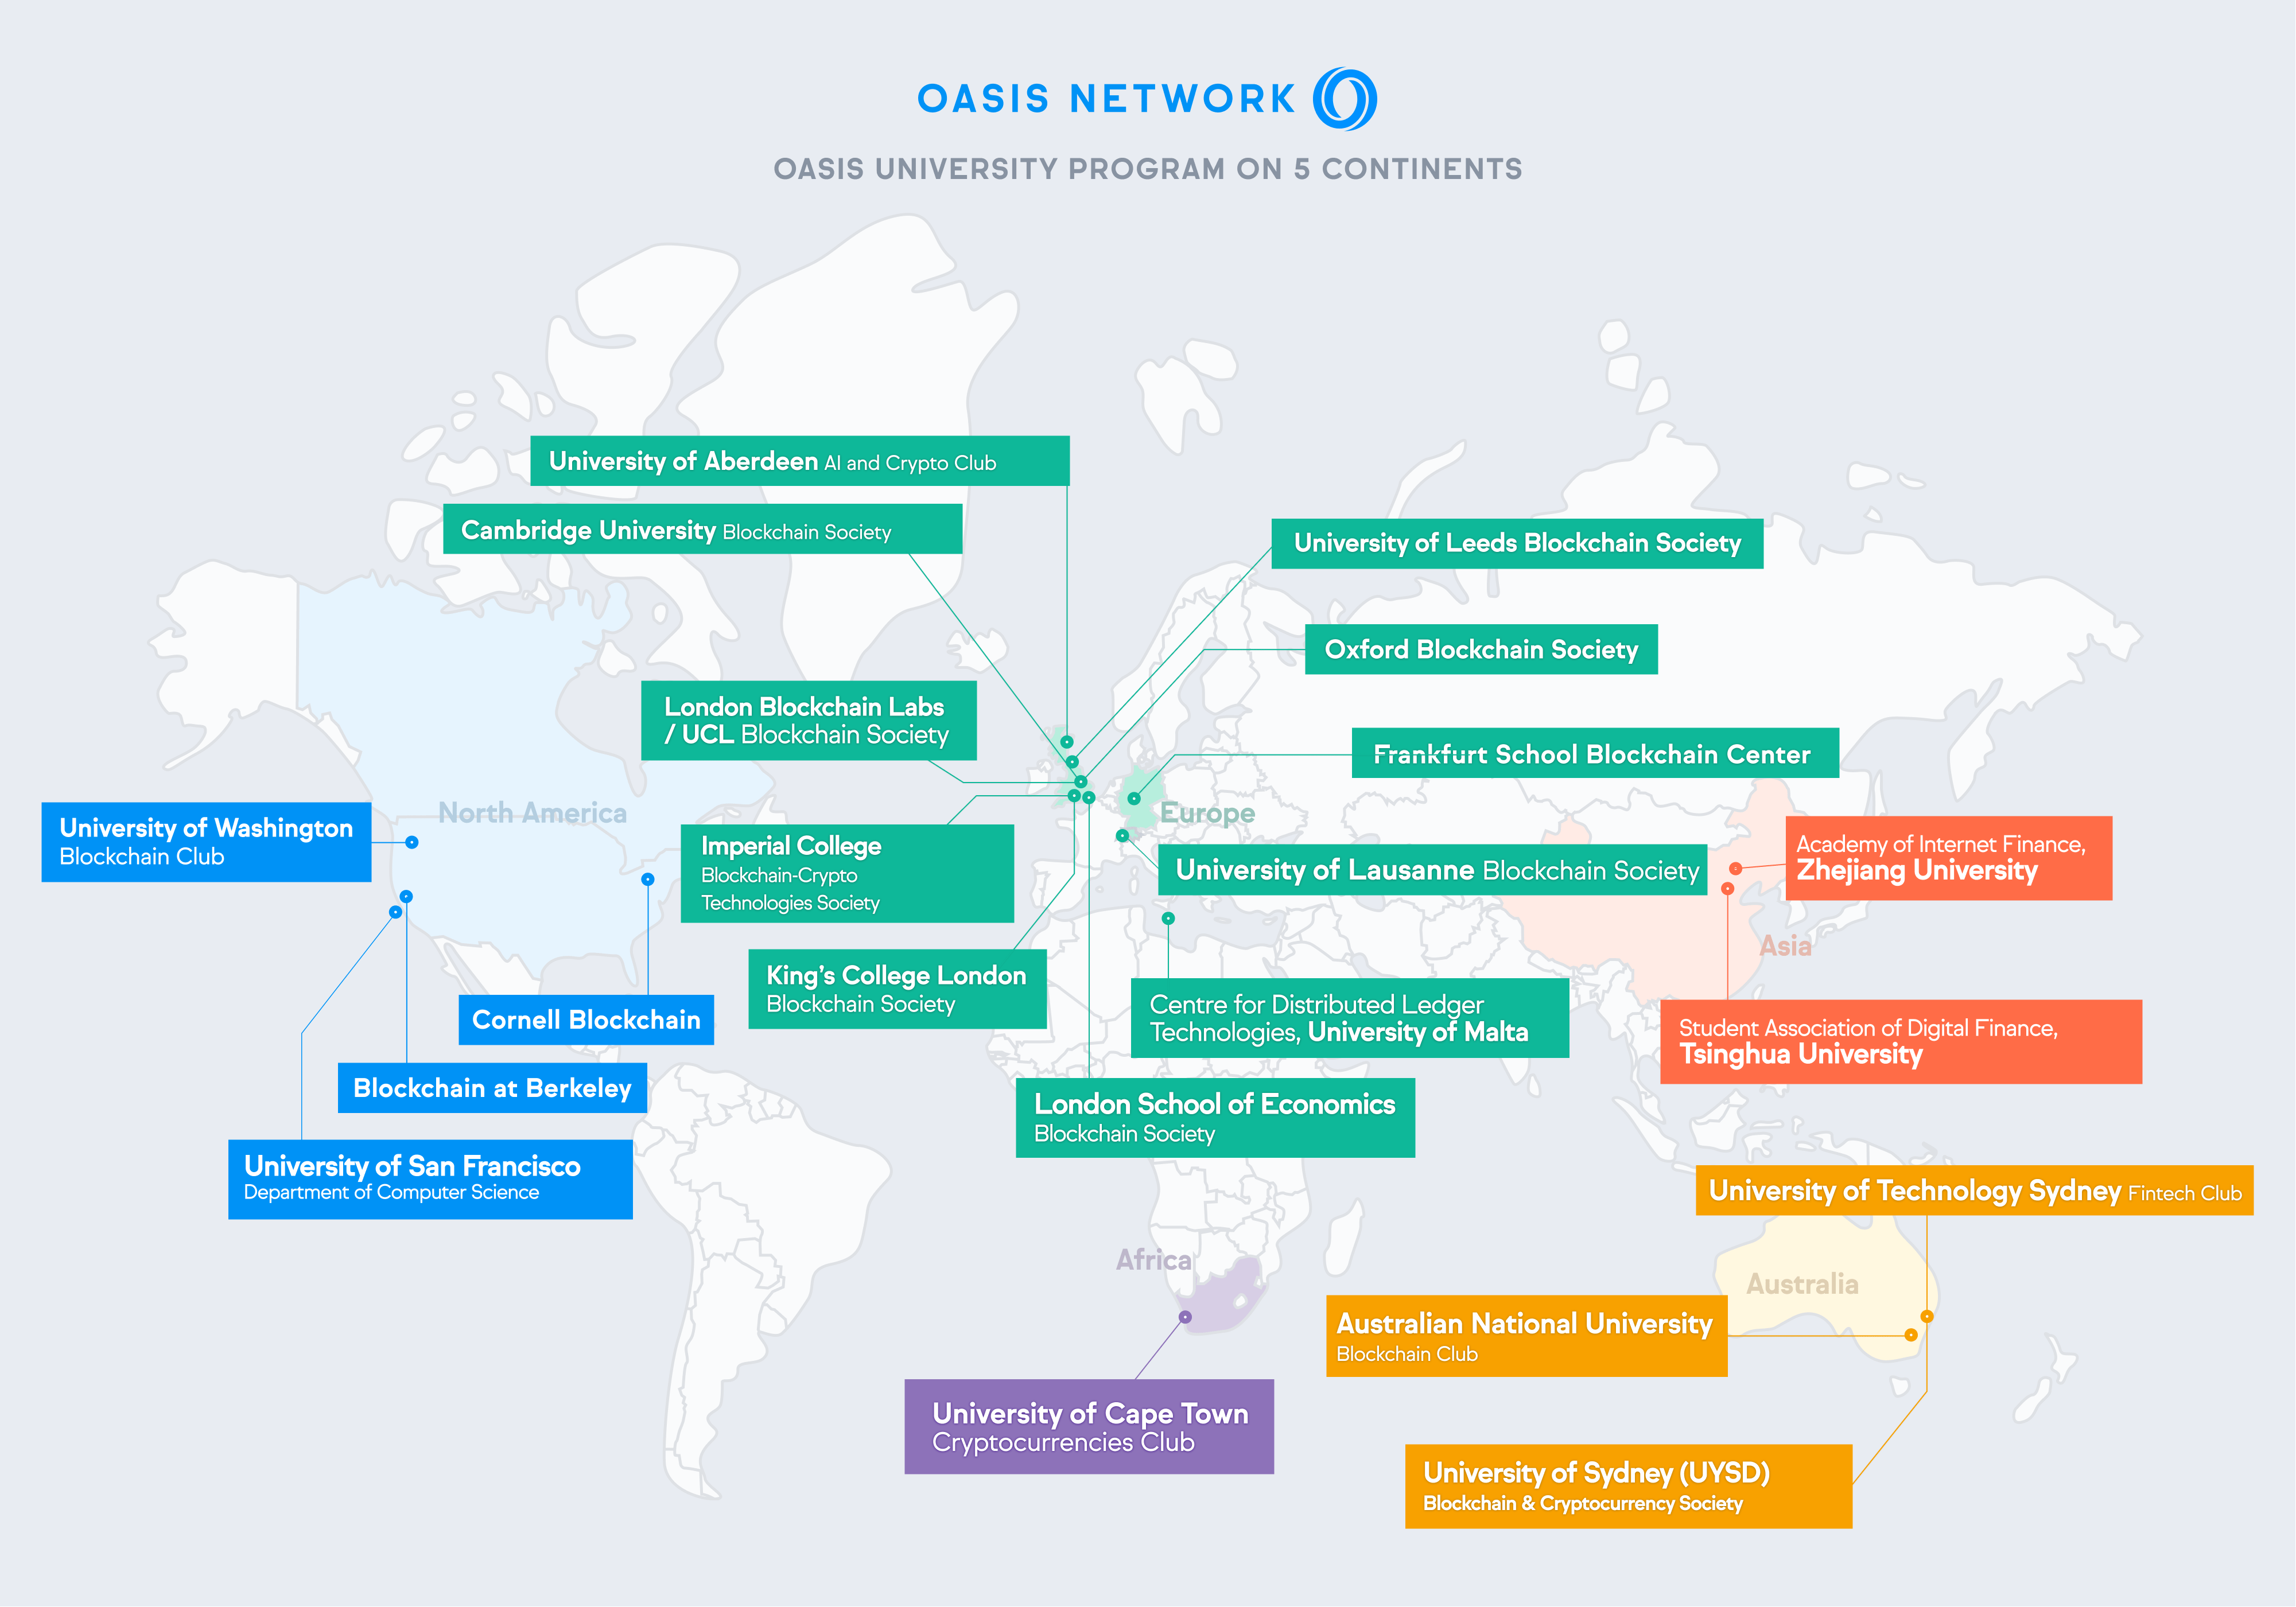 OASIS NETWORK
OASIS UNIVERSITY PROGRAM ON 5 CONTINENTS
University of Aberdeen AI and Crypto Club
Cambridge University Blockchain Society
University of Leeds Blockchain Society
Oxford Blockchain Society
London Blockchain Labs
/ UCL Blockchain Society
Frankfurt School Blockchain Center
North America
Europe
University of Washington
Blockchain Club
Imperial College
Blockchain-Crypto
Technologies Society
University of Lausanne Blockchain Society
Academy of Internet Finance,
Zhejiang University
Asia
King's College London
Blockchain Society
Centre for Distributed Ledger
Technologies, University of Malta
Cornell Blockchain
Student Association of Digital Finance,
Tsinghua University
Blockchain at Berkeley
London School of Economics
Blockchain Society
University of San Francisco
Department of Computer Science
University of Technology Sydney Fintech Club
Africa
Australia
Australian National University
Blockchain Club
University of Cape Town
Cryptocurrencies Club
University of Sydney (UYSD)
Blockchain & Cryptocurrency Society